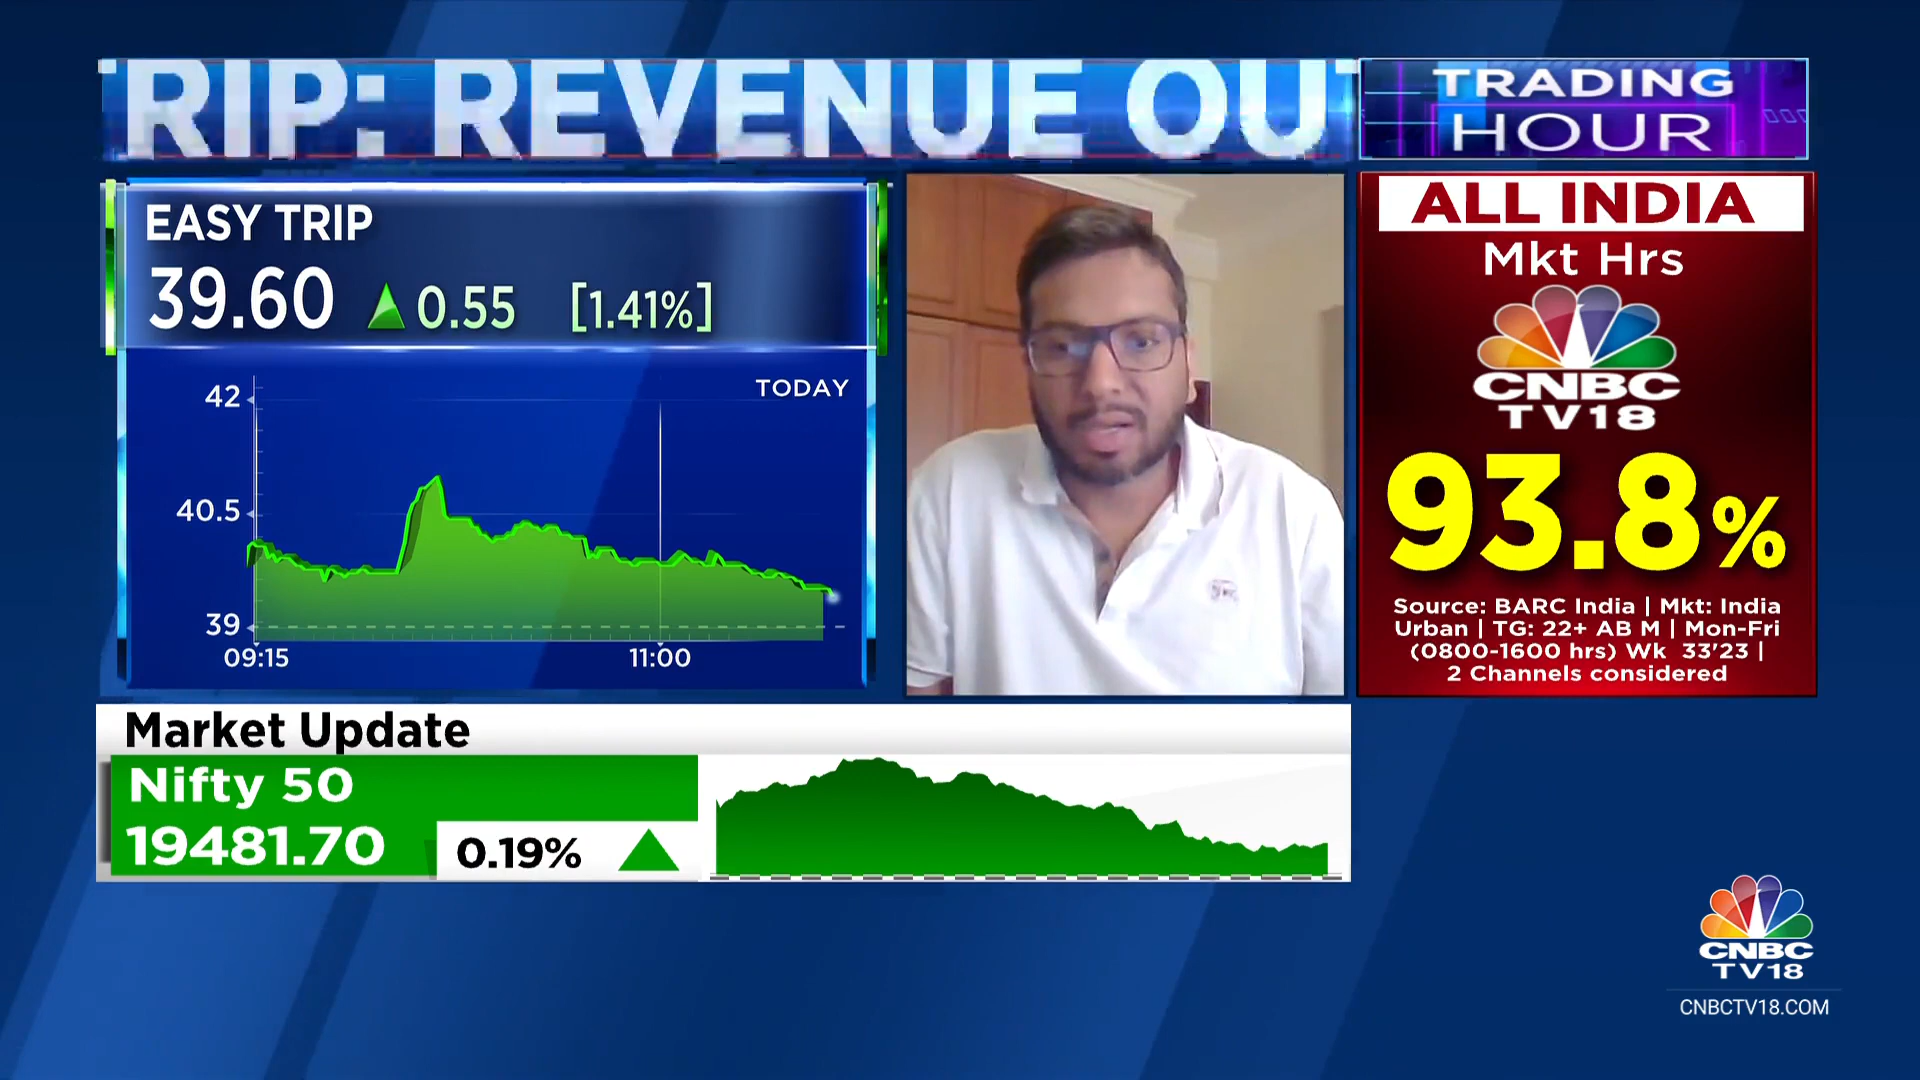 RIP: REVENUE OU
TRADING
HOUR
EASY TRIP
39.60 ▲ 0.55 [1.41%]
TODAY
42
40.5
39
09:15 11:00
ALL INDIA
Mkt Hrs
CNBC
TV18
93.8%
Source: BARC India | Mkt: India
Urban | TG: 22+ AB M | Mon-Fri
(0800-1600 hrs) Wk 33'23 |
2 Channels considered
Market Update
Nifty 50
19481.70 0.19% ▲
CNBC
TV18
CNBCTV18.COM